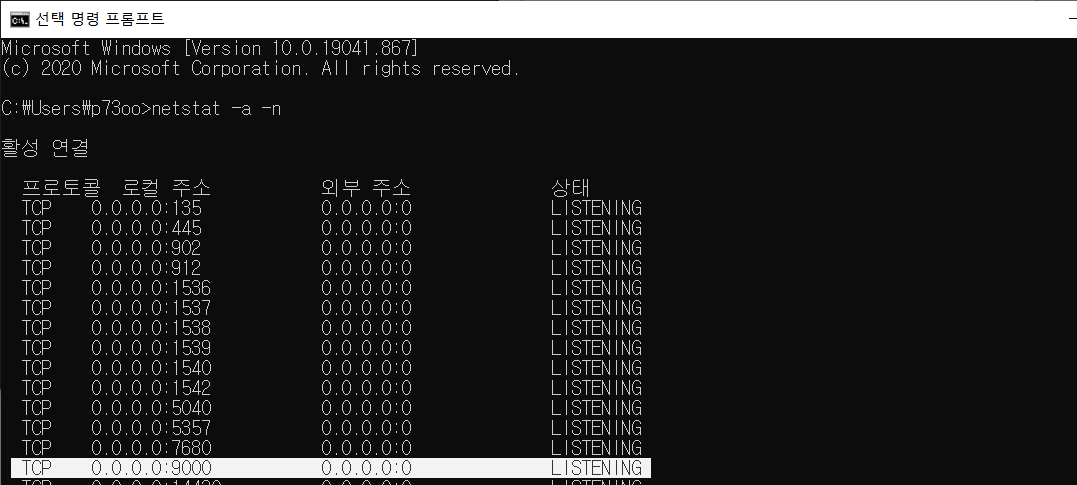 선택 명령 프롬프트
Microsoft Windows [Version 10.0.19041.867]
(c) 2020 Microsoft Corporation. All rights reserved.
C:\Users\p73oo>netstat -a -n
활성 연결
프로토콜 로컬 주소 외부 주소 상태
TCP 0.0.0.0:135 0.0.0.0:0 LISTENING
TCP 0.0.0.0:445 0.0.0.0:0 LISTENING
TCP 0.0.0.0:902 0.0.0.0:0 LISTENING
TCP 0.0.0.0:912 0.0.0.0:0 LISTENING
TCP 0.0.0.0:1536 0.0.0.0:0 LISTENING
TCP 0.0.0.0:1537 0.0.0.0:0 LISTENING
TCP 0.0.0.0:1538 0.0.0.0:0 LISTENING
TCP 0.0.0.0:1539 0.0.0.0:0 LISTENING
TCP 0.0.0.0:1540 0.0.0.0:0 LISTENING
TCP 0.0.0.0:1542 0.0.0.0:0 LISTENING
TCP 0.0.0.0:5040 0.0.0.0:0 LISTENING
TCP 0.0.0.0:5357 0.0.0.0:0 LISTENING
TCP 0.0.0.0:7680 0.0.0.0:0 LISTENING
TCP 0.0.0.0:9000 0.0.0.0:0 LISTENING